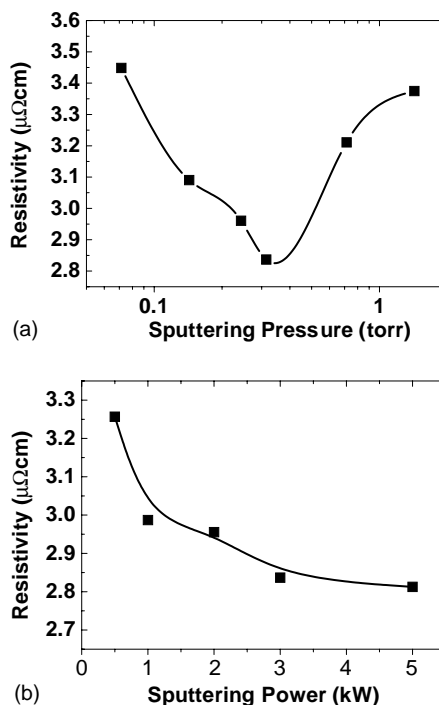 3.6
3.5
3.4
3.3
3.2
3.1
3.0
2.9
2.8
Resistivity (μΩcm)
0.1 1
Sputtering Pressure (torr)
(a)
3.3
3.2
3.1
3.0
2.9
2.8
2.7
Resistivity (μΩcm)
0 1 2 3 4 5
Sputtering Power (kW)
(b)